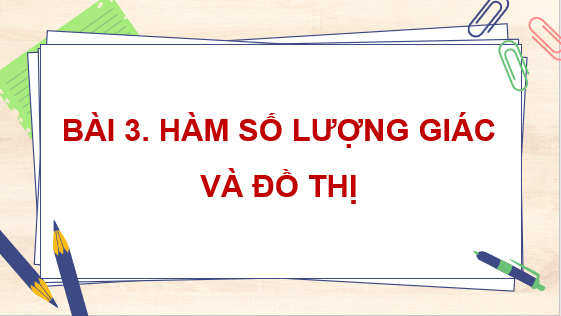 BÀI 3. HÀM SỐ LƯỢNG GIÁC
VÀ ĐỒ THỊ